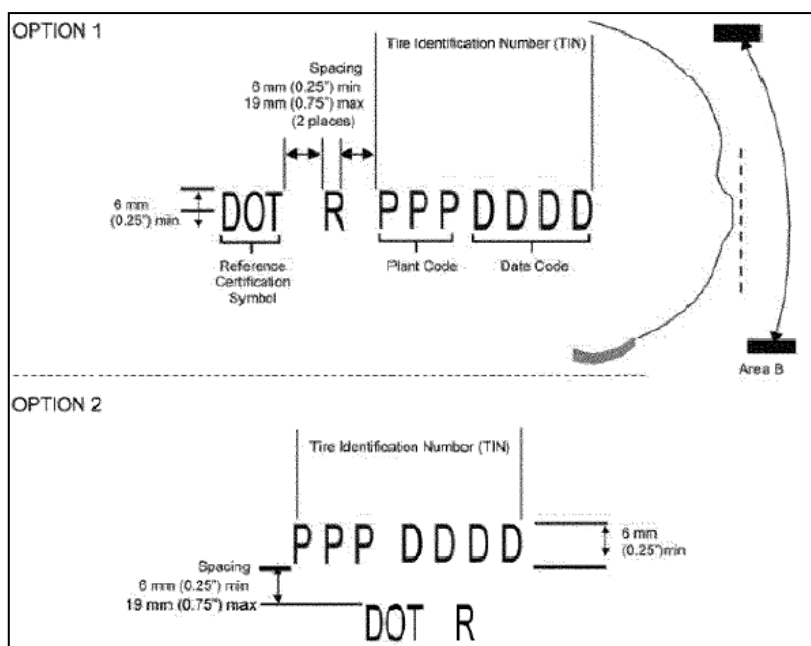 OPTION 1
Tire Identification Number (TIN)
Spacing
6 mm (0.25") min
19 mm (0.75") max
(2 places)
6 mm
(0.25") min
DOT R PPP DDDD
Reference
Certification
Symbol
Plant Code
Date Code
Area B
OPTION 2
Tire Identification Number (TIN)
PPP DDDD
6 mm
(0.25")min
Spacing
6 mm (0.25") min
19 mm (0.75") max
DOT R